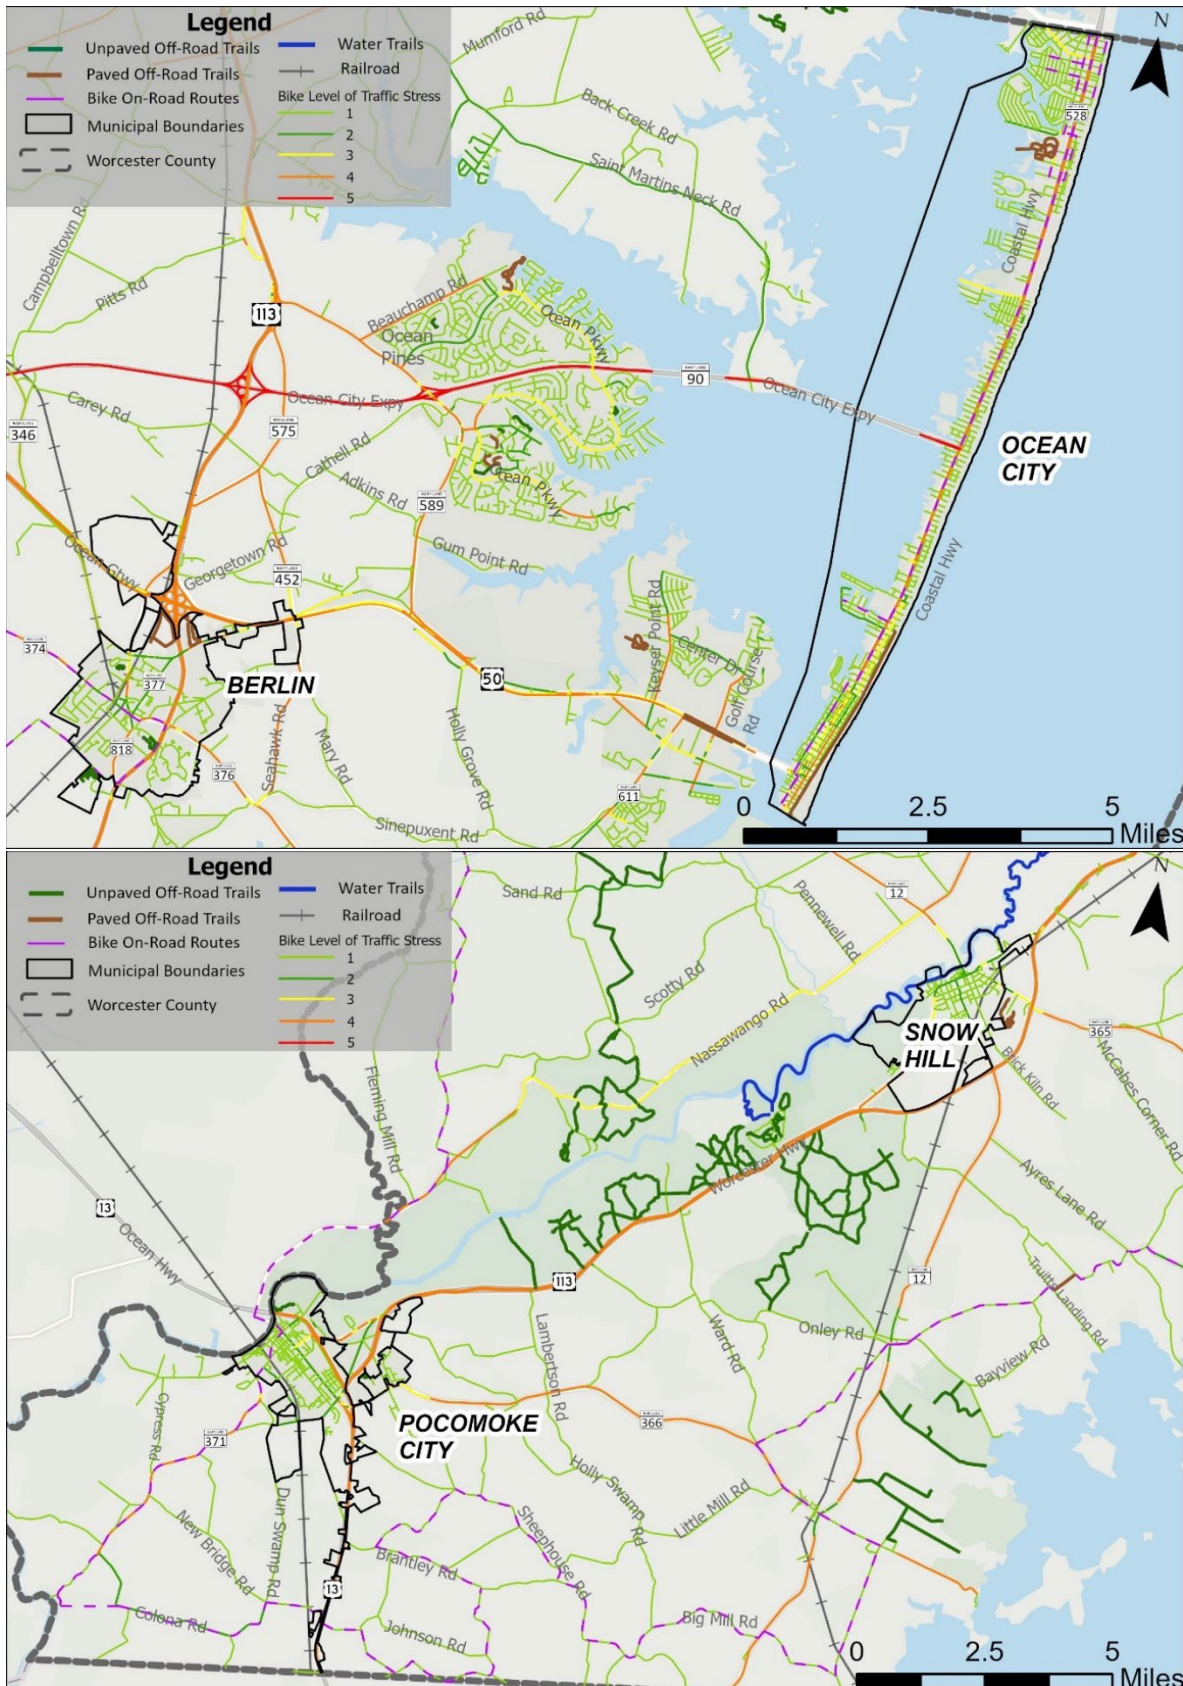 Legend
Unpaved Off-Road Trails
Paved Off-Road Trails
Bike On-Road Routes
Municipal Boundaries
Worcester County
Water Trails
Railroad
Bike Level of Traffic Stress
1
2
3
4
5
N
Mumford Rd
Back Creek Rd
Saint Martins Neck Rd
528
Coastal Hwy
Campbelltown Rd
Pitts Rd
113
Beauchamp Rd
Ocean
Pines
Ocean Pkwy
MARYLAND
90
Ocean City Expy
Ocean City Expy
Carey Rd
346
575
Cathell Rd
Adkins Rd
589
Ocean Pkwy
OCEAN
CITY
Ocean Gtwy
Georgetown Rd
452
Gum Point Rd
Coastal Hwy
374
377
BERLIN
Keyser Point Rd
Center Dr
Golf Course
Rd
50
818
376
Seahawk Rd
Mary Rd
Holly Grove Rd
611
Sinepuxent Rd
0
2.5
5
Miles
Legend
Unpaved Off-Road Trails
Paved Off-Road Trails
Bike On-Road Routes
Municipal Boundaries
Worcester County
Water Trails
Railroad
Bike Level of Traffic Stress
1
2
3
4
5
N
Sand Rd
Pennewell Rd
12
Scotty Rd
Nassawango Rd
SNOW
HILL
365
McCabes Corner Rd
Brick Kiln Rd
Fleming Mill Rd
Worcester Hwy
Ayres Lane Rd
13
Ocean Hwy
113
12
Truitts Landing Rd
Onley Rd
Ward Rd
Lambertson Rd
Bayview Rd
Cypress Rd
371
POCOMOKE
CITY
366
Holly Swamp Rd
Little Mill Rd
Dun Swamp Rd
New Bridge Rd
Sheephouse Rd
Brantley Rd
13
Colona Rd
Johnson Rd
Big Mill Rd
0
2.5
5
Miles